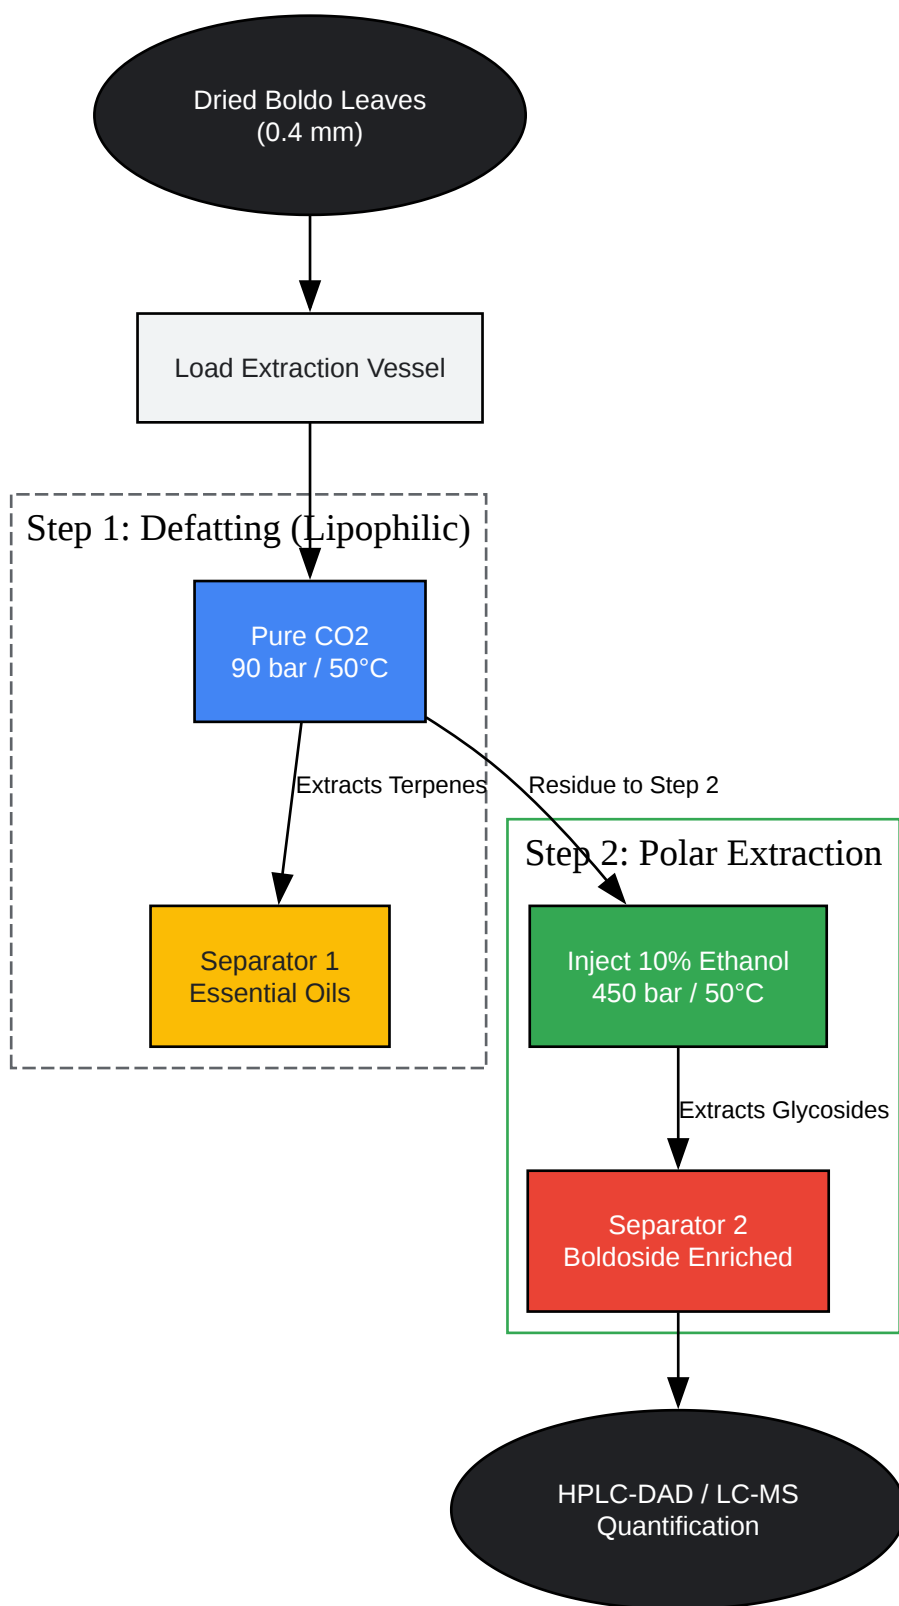 Dried Boldo Leaves
(0.4 mm)
Load Extraction Vessel
Step 1: Defatting (Lipophilic)
Pure CO2
90 bar / 50°C
Extracts Terpenes
Residue to Step 2
Step 2: Polar Extraction
Separator 1
Essential Oils
Inject 10% Ethanol
450 bar / 50°C
Extracts Glycosides
Separator 2
Boldoside Enriched
HPLC-DAD / LC-MS
Quantification